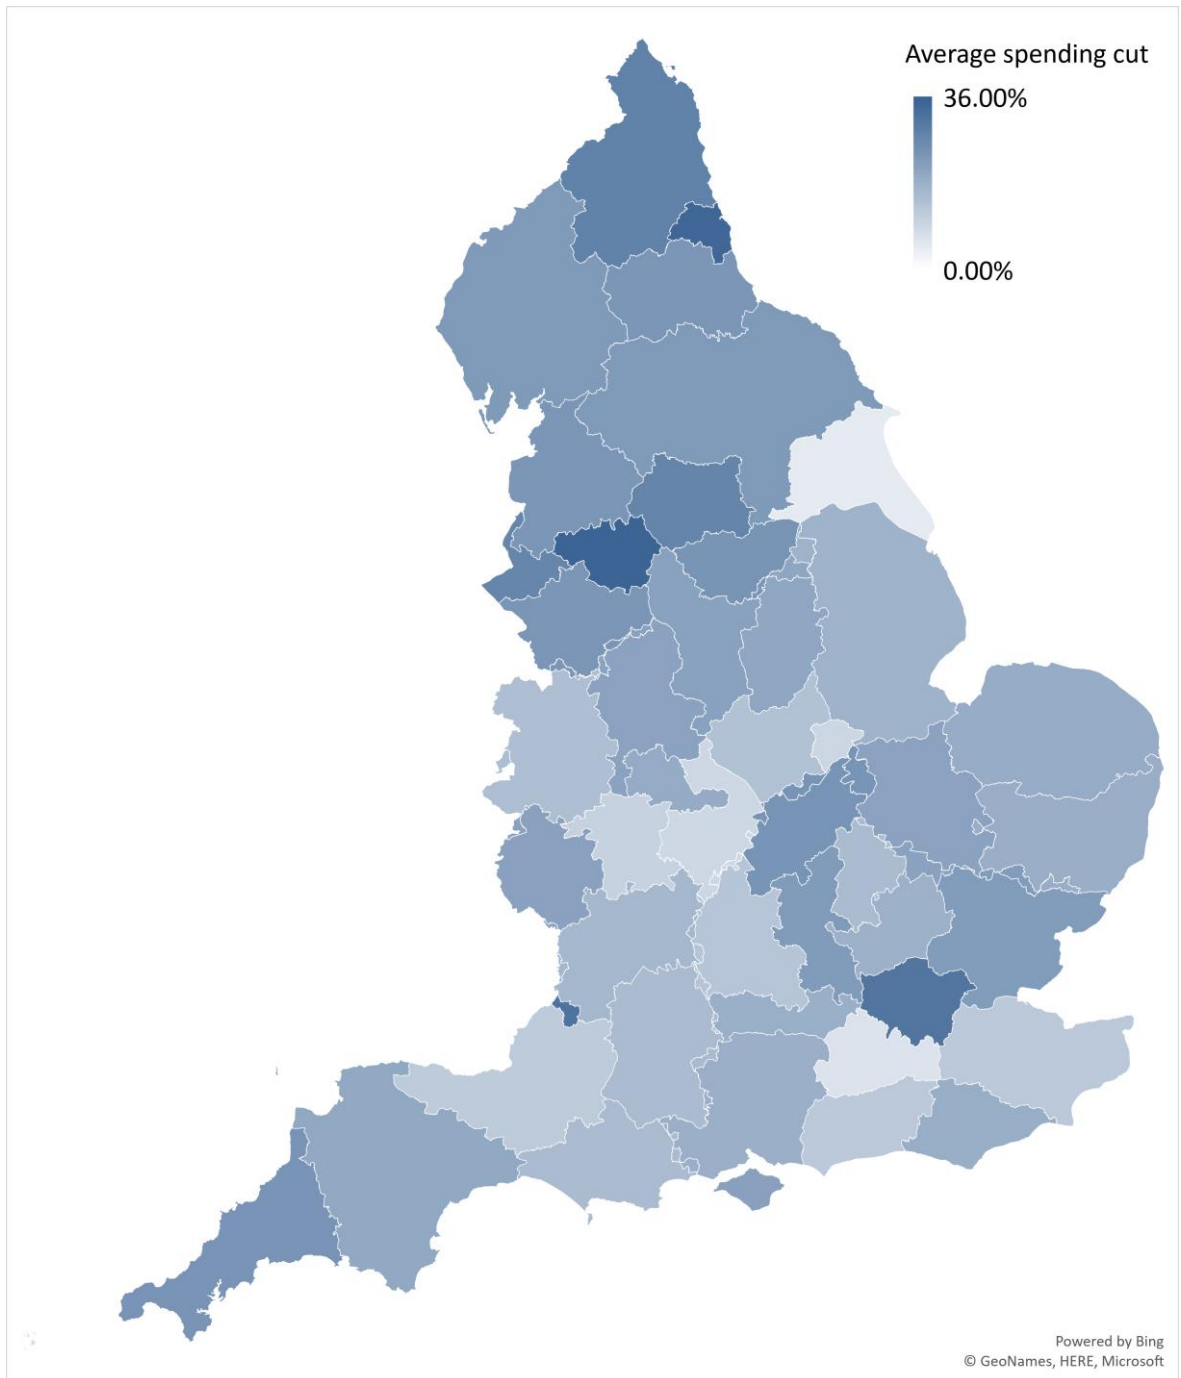 Average spending cut
36.00%
0.00%
Powered by Bing
© GeoNames, HERE, Microsoft